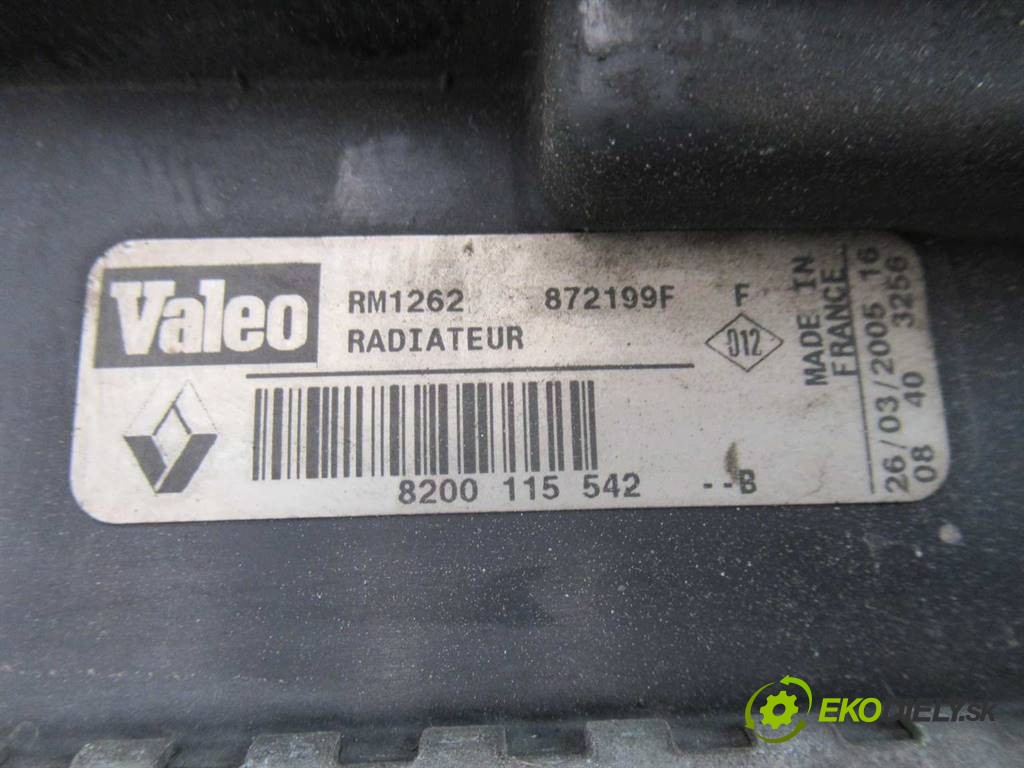 Valeo
RM1262 872199F F
RADIATEUR
012
8200 115 542 --B
MADE IN
FRANCE
26/03/2005 16
08 40 3256
EKODIELY.SK